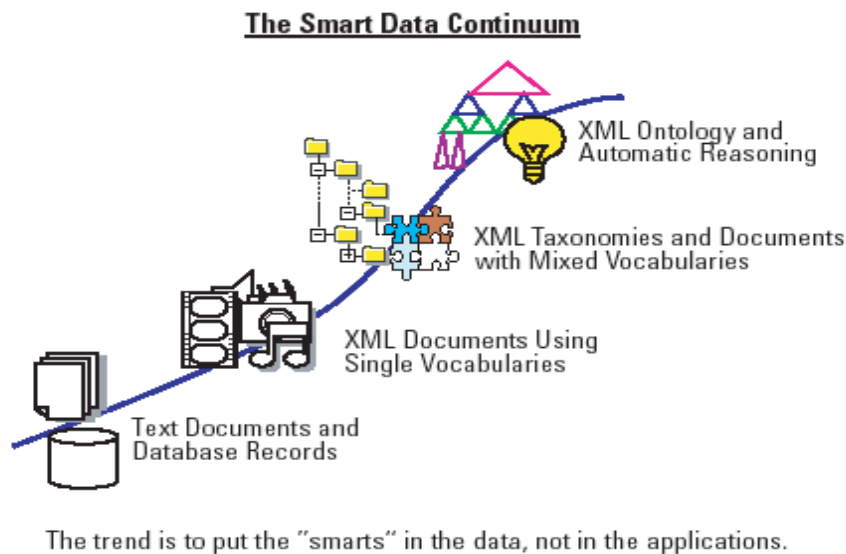 The Smart Data Continuum
XML Ontology and
Automatic Reasoning
XML Taxonomies and Documents
with Mixed Vocabularies
XML Documents Using
Single Vocabularies
Text Documents and
Database Records
The trend is to put the "smarts" in the data, not in the applications.